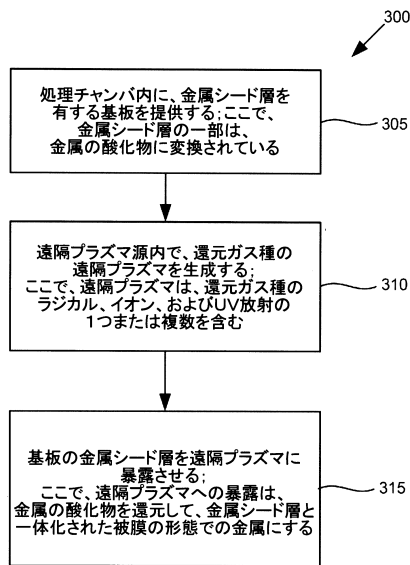 300
処理チャンバ内に、金属シード層を
有する基板を提供する;ここで、
金属シード層の一部は、
金属の酸化物に変換されている
305
遠隔プラズマ源内で、還元ガス種の
遠隔プラズマを生成する;
ここで、遠隔プラズマは、還元ガス種の
ラジカル、イオン、およびUV放射の
1つまたは複数を含む
310
基板の金属シード層を遠隔プラズマに
暴露させる;
ここで、遠隔プラズマへの暴露は、
金属の酸化物を還元して、金属シード層と
一体化された被膜の形態での金属にする
315